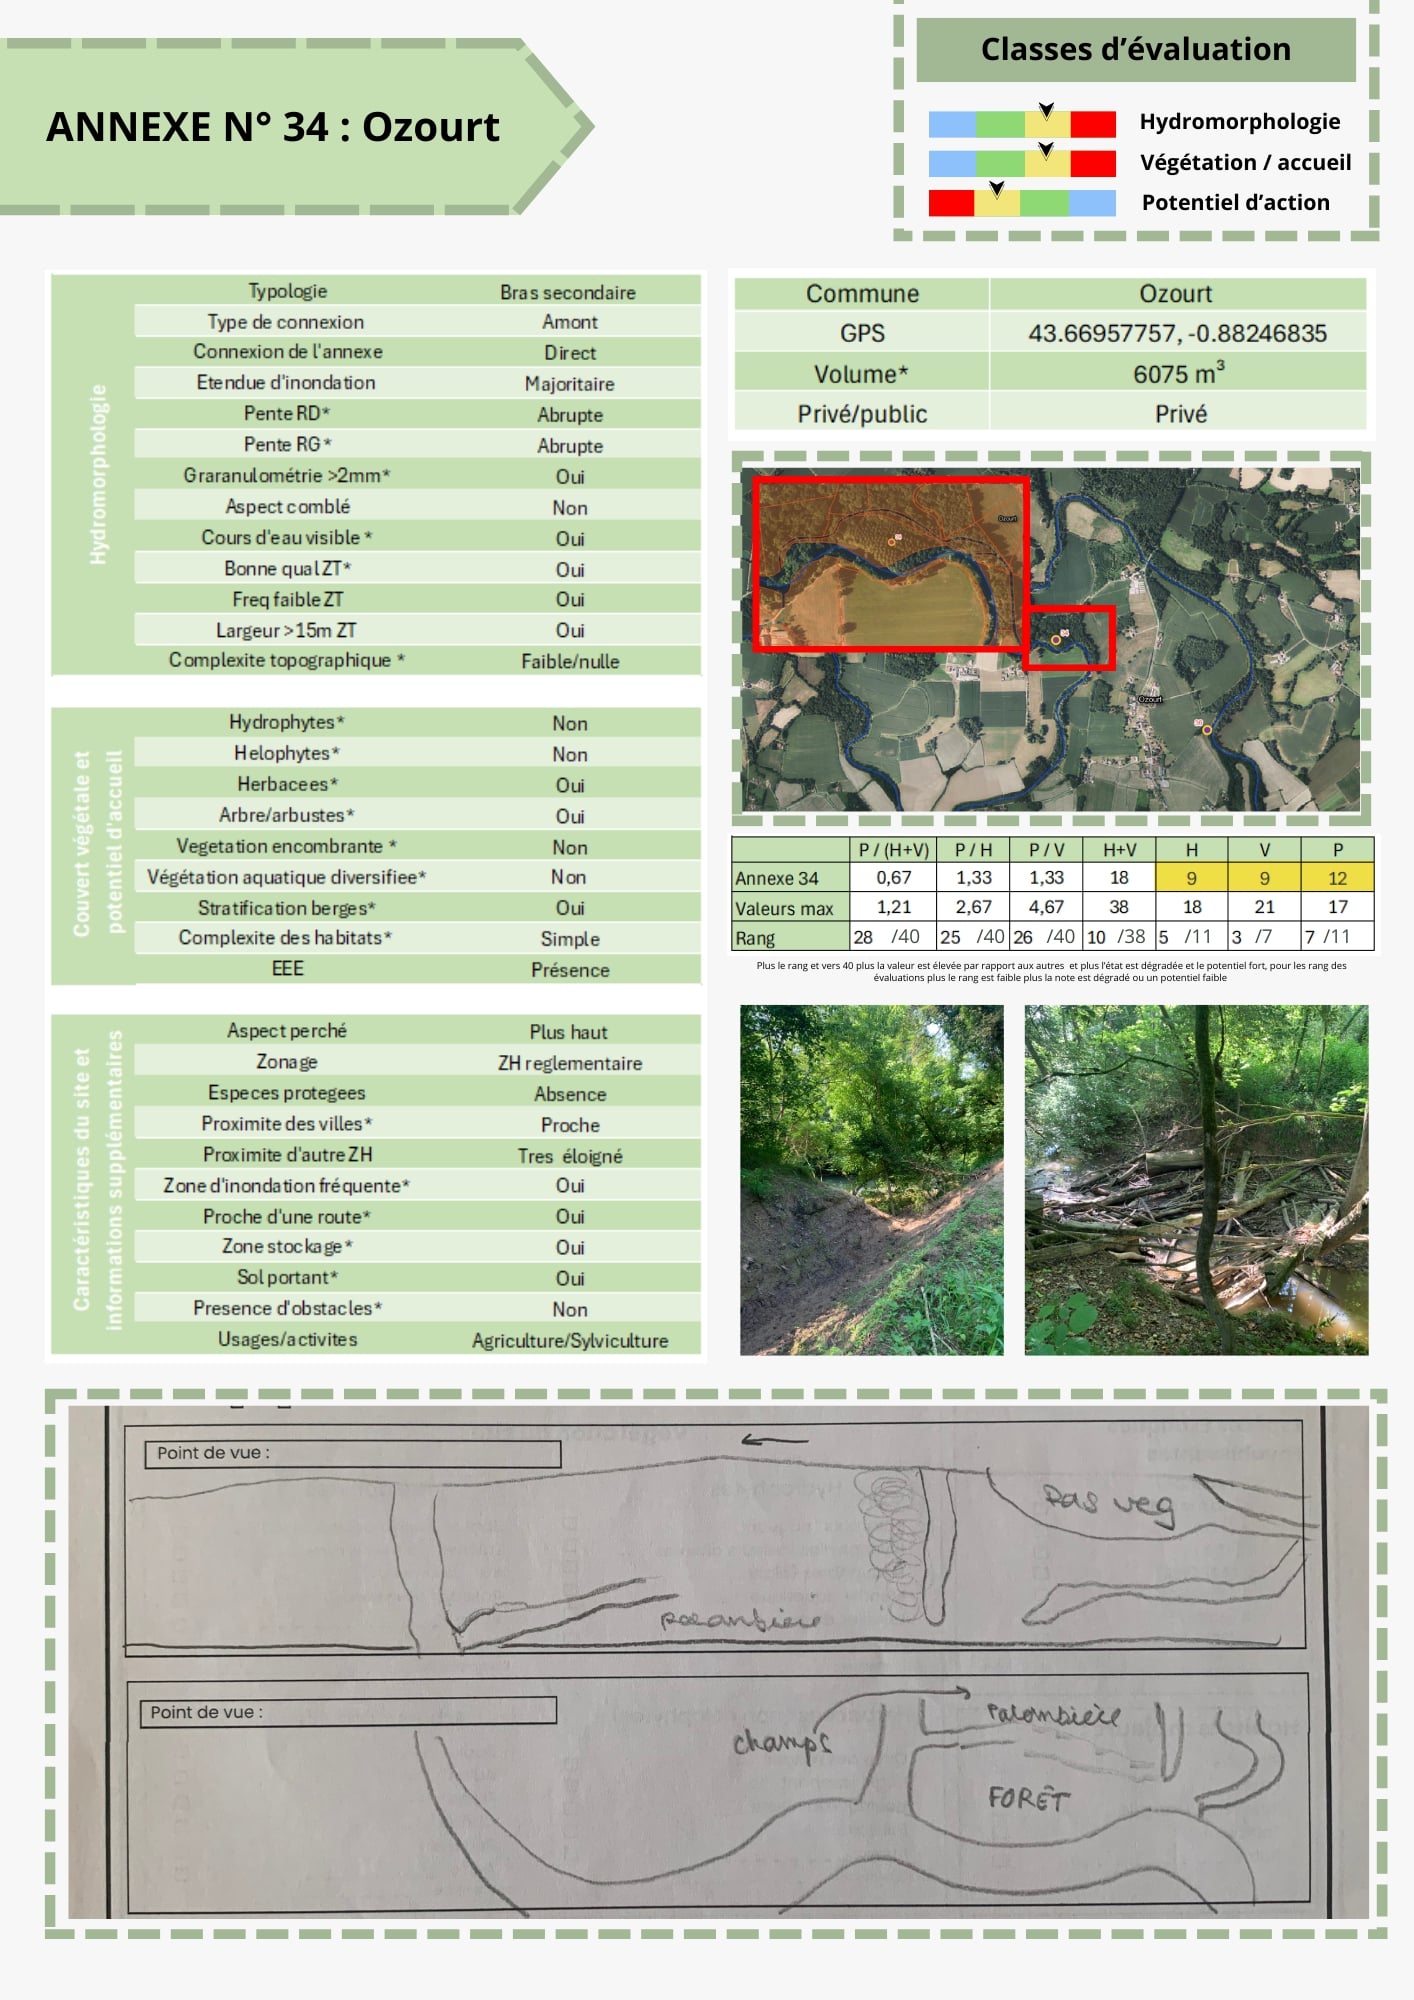 ANNEXE N° 34 : Ozourt
Classes d'évaluation
Hydromorphologie
Végétation / accueil
Potentiel d'action
Hydromorphologie
Typologie Bras secondaire
Type de connexion Amont
Connexion de l'annexe Direct
Etendue d'inondation Majoritaire
Pente RD* Abrupte
Pente RG* Abrupte
Graranulométrie >2mm* Oui
Aspect comblé Non
Cours d'eau visible * Oui
Bonne qual ZT* Oui
Freq faible ZT Oui
Largeur >15m ZT Oui
Complexite topographique * Faible/nulle
Couvert végétale et
potentiel d'accueil
Hydrophytes* Non
Helophytes* Non
Herbacees* Oui
Arbre/arbustes* Oui
Vegetation encombrante * Non
Végétation aquatique diversifiee* Non
Stratification berges* Oui
Complexite des habitats* Simple
EEE Présence
Caractéristiques du site et
informations supplémentaires
Aspect perché Plus haut
Zonage ZH reglementaire
Especes protegees Absence
Proximite des villes* Proche
Proximite d'autre ZH Tres éloigné
Zone d'inondation fréquente* Oui
Proche d'une route* Oui
Zone stockage* Oui
Sol portant* Oui
Presence d'obstacles* Non
Usages/activites Agriculture/Sylviculture
Commune Ozourt
GPS 43.66957757, -0.88246835
Volume* 6075 m³
Privé/public Privé
Ozourt
34
Ozourt
34
P / (H+V) P / H P / V H+V H V P
Annexe 34 0,67 1,33 1,33 18 9 9 12
Valeurs max 1,21 2,67 4,67 38 18 21 17
Rang 28 /40 25 /40 26 /40 10 /38 5 /11 3 /7 7 /11
Plus le rang et vers 40 plus la valeur est élevée par rapport aux autres et plus l'état est dégradée et le potentiel fort, pour les rang des
évaluations plus le rang est faible plus la note est dégradé ou un potentiel faible
Point de vue :
Pas veg
palombière
Point de vue :
champs
Palombière
FORÊT